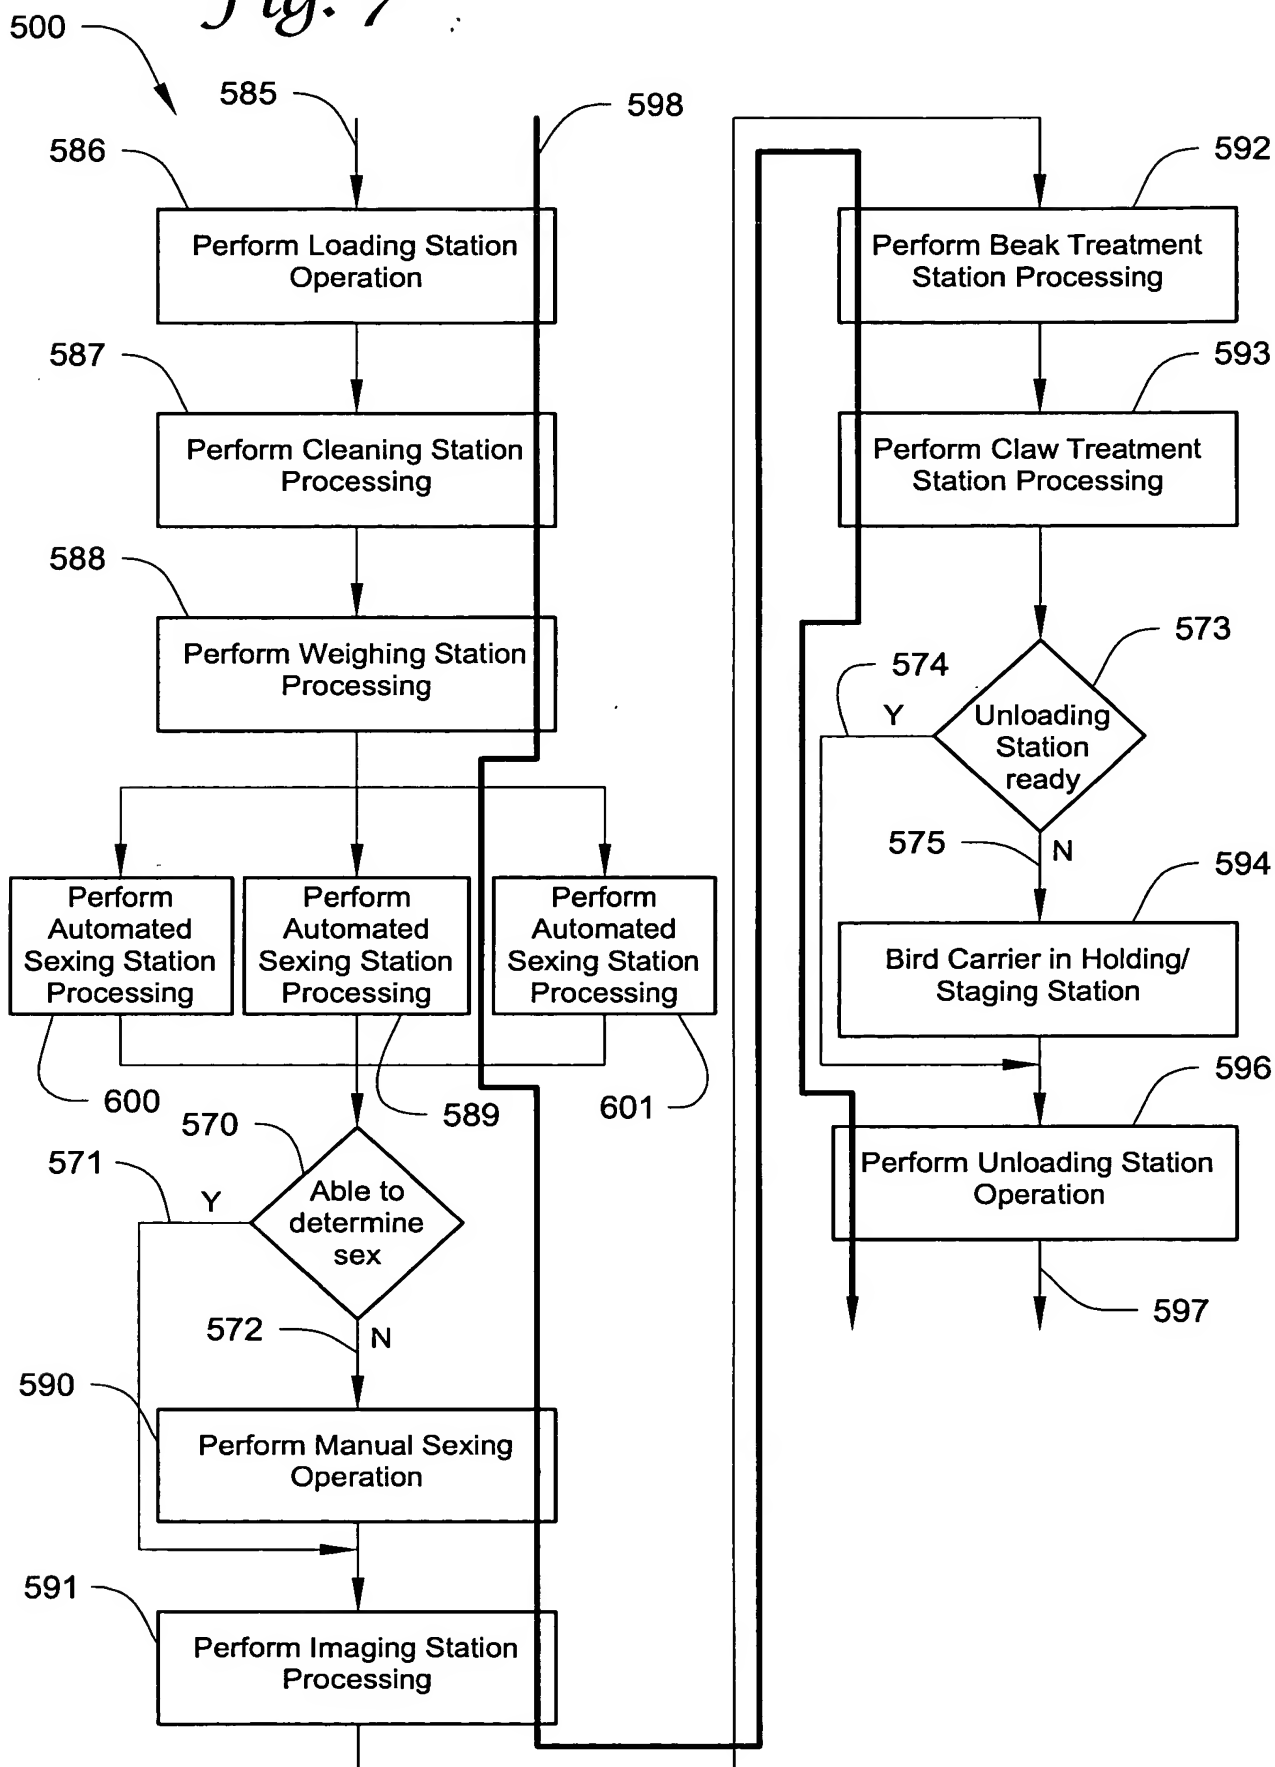 Fig. 7
500
585
598
586
Perform Loading Station
Operation
587
Perform Cleaning Station
Processing
588
Perform Weighing Station
Processing
Perform
Automated
Sexing Station
Processing
Perform
Automated
Sexing Station
Processing
Perform
Automated
Sexing Station
Processing
600
589
601
570
571
Y
Able to
determine
sex
572
N
590
Perform Manual Sexing
Operation
591
Perform Imaging Station
Processing
592
Perform Beak Treatment
Station Processing
593
Perform Claw Treatment
Station Processing
573
574
Y
Unloading
Station
ready
575
N
594
Bird Carrier in Holding/
Staging Station
596
Perform Unloading Station
Operation
597